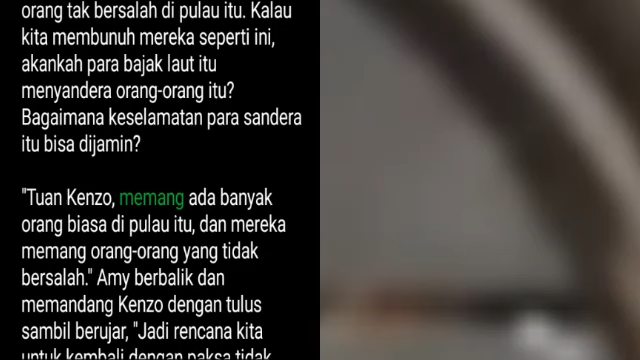 orang tak bersalah di pulau itu. Kalau
kita membunuh mereka seperti ini,
akankah para bajak laut itu
menyandera orang-orang itu?
Bagaimana keselamatan para sandera
itu bisa dijamin?
"Tuan Kenzo, memang ada banyak
orang biasa di pulau itu, dan mereka
memang orang-orang yang tidak
bersalah." Amy berbalik dan
memandang Kenzo dengan tulus
sambil berujar, "Jadi rencana kita
untuk kembali dengan paksa tidak